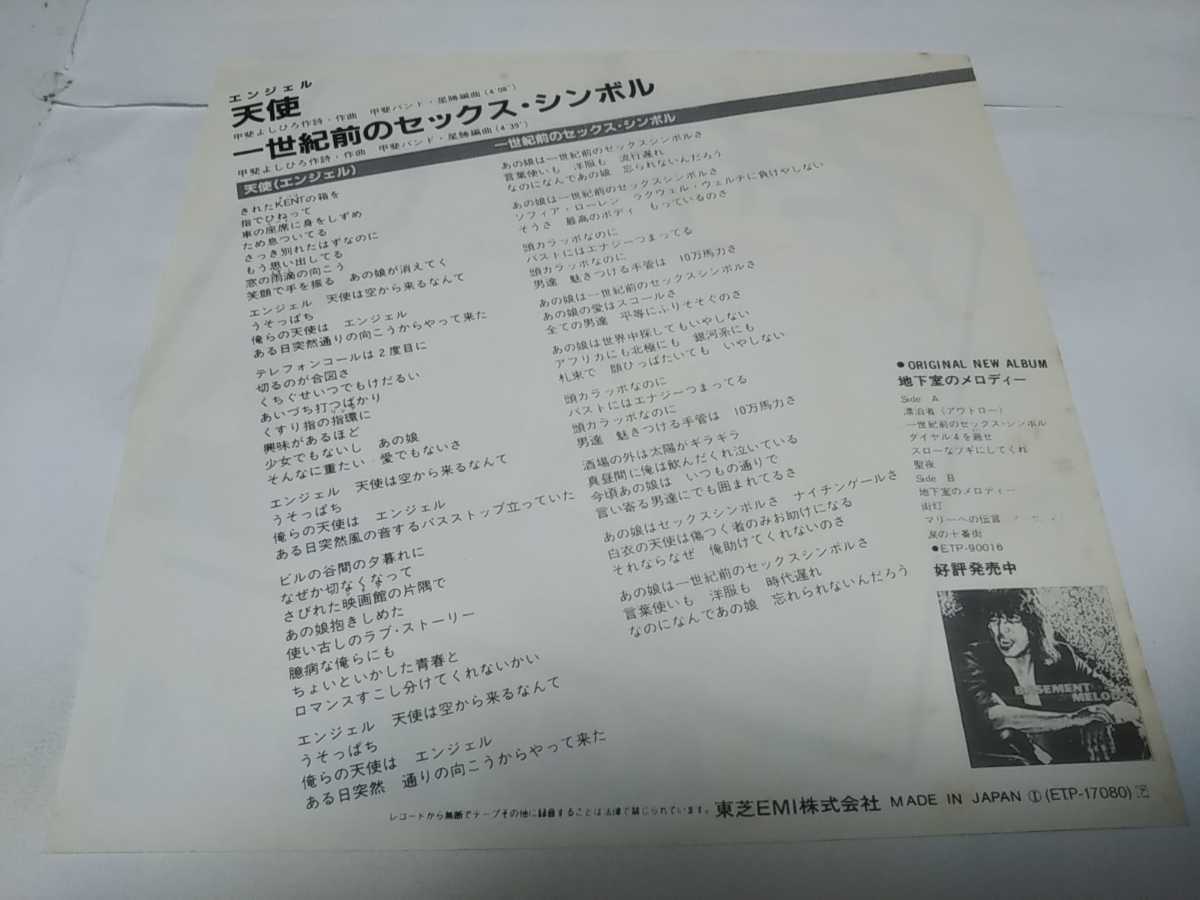 エンジェル
天使
甲斐よしひろ作詩・作曲 甲斐バンド・星勝編曲(4'08")
一世紀前のセックス・シンボル
甲斐よしひろ作詩・作曲 甲斐バンド・星勝編曲(4'39")
天使(エンジェル)
きれたKENTの箱を
指でひねって
車の座席に身をしずめ
ため息ついてる
さっき別れたはずなのに
もう思い出してる
窓の雨滴の向こう
笑顔で手を振る あの娘が消えてく
エンジェル 天使は空から来るなんて
うそっぱち
俺らの天使は エンジェル
ある日突然通りの向こうからやって来た
テレフォンコールは2度目に
切るのが合図さ
くちぐせいつでもけだるい
あいづち打つばかり
くすり指の指環に
興味があるほど
少女でもないし あの娘
そんなに重たい 愛でもないさ
エンジェル 天使は空から来るなんて
うそっぱち
俺らの天使は エンジェル
ある日突然風の音するバスストップ立っていた
ビルの谷間の夕暮れに
なぜか切なくなって
さびれた映画館の片隅で
あの娘抱きしめた
使い古しのラブ・ストーリー
臆病な俺らにも
ちょいといかした青春と
ロマンスすこし分けてくれないかい
エンジェル 天使は空から来るなんて
うそっぱち
俺らの天使は エンジェル
ある日突然 通りの向こうからやって来た
一世紀前のセックス・シンボル
あの娘は一世紀前のセックスシンボルさ
言葉使いも 洋服も 流行遅れ
なのになんであの娘 忘られないんだろう
あの娘は一世紀前のセックスシンボルさ
ソフィア・ローレン ラクウェル・ウェルチに負けやしない
そうさ 最高のボディ もっているのさ
頭カラッポなのに
バストにはエナジーつまってる
頭カラッポなのに
男達 魅きつける手管は 10万馬力さ
あの娘は一世紀前のセックスシンボルさ
あの娘の愛はスコールさ
全ての男達 平等にふりそそぐのさ
あの娘は世界中探してもいやしない
アフリカにも北極にも 銀河系にも
札束で 顔ひっぱたいても いやしない
頭カラッポなのに
バストにはエナジーつまってる
頭カラッポなのに
男達 魅きつける手管は 10万馬力さ
酒場の外は太陽がギラギラ
真昼間に俺は飲んだくれ泣いている
今頃あの娘は いつもの通りで
言い寄る男達にでも囲まれてるさ
あの娘はセックスシンボルさ ナイチンゲールさ
白衣の天使は傷つく者のみお助けになる
それならなぜ 俺助けてくれないのさ
あの娘は一世紀前のセックスシンボルさ
言葉使いも 洋服も 時代遅れ
なのになんであの娘 忘れられないんだろう
●ORIGINAL NEW ALBUM
地下室のメロディー
Side A
漂泊者(アウトロー)
一世紀前のセックス・シンボル
ダイヤル4を廻せ
スローなブギにしてくれ
聖夜
Side B
地下室のメロディー
街灯
マリーへの伝言
涙の十番街
●ETP-90016
好評発売中
BASEMENT
MELO
レコードから無断でテープその他に録音することは法律で禁じられています。 東芝EMI株式会社 MADE IN JAPAN Ⓘ (ETP-17080)